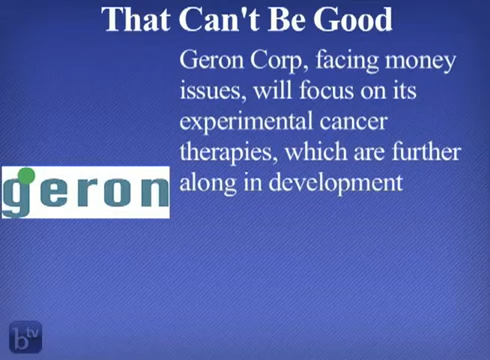 That Can't Be Good
Geron Corp, facing money
issues, will focus on its
experimental cancer
therapies, which are further
along in development
geron
btv